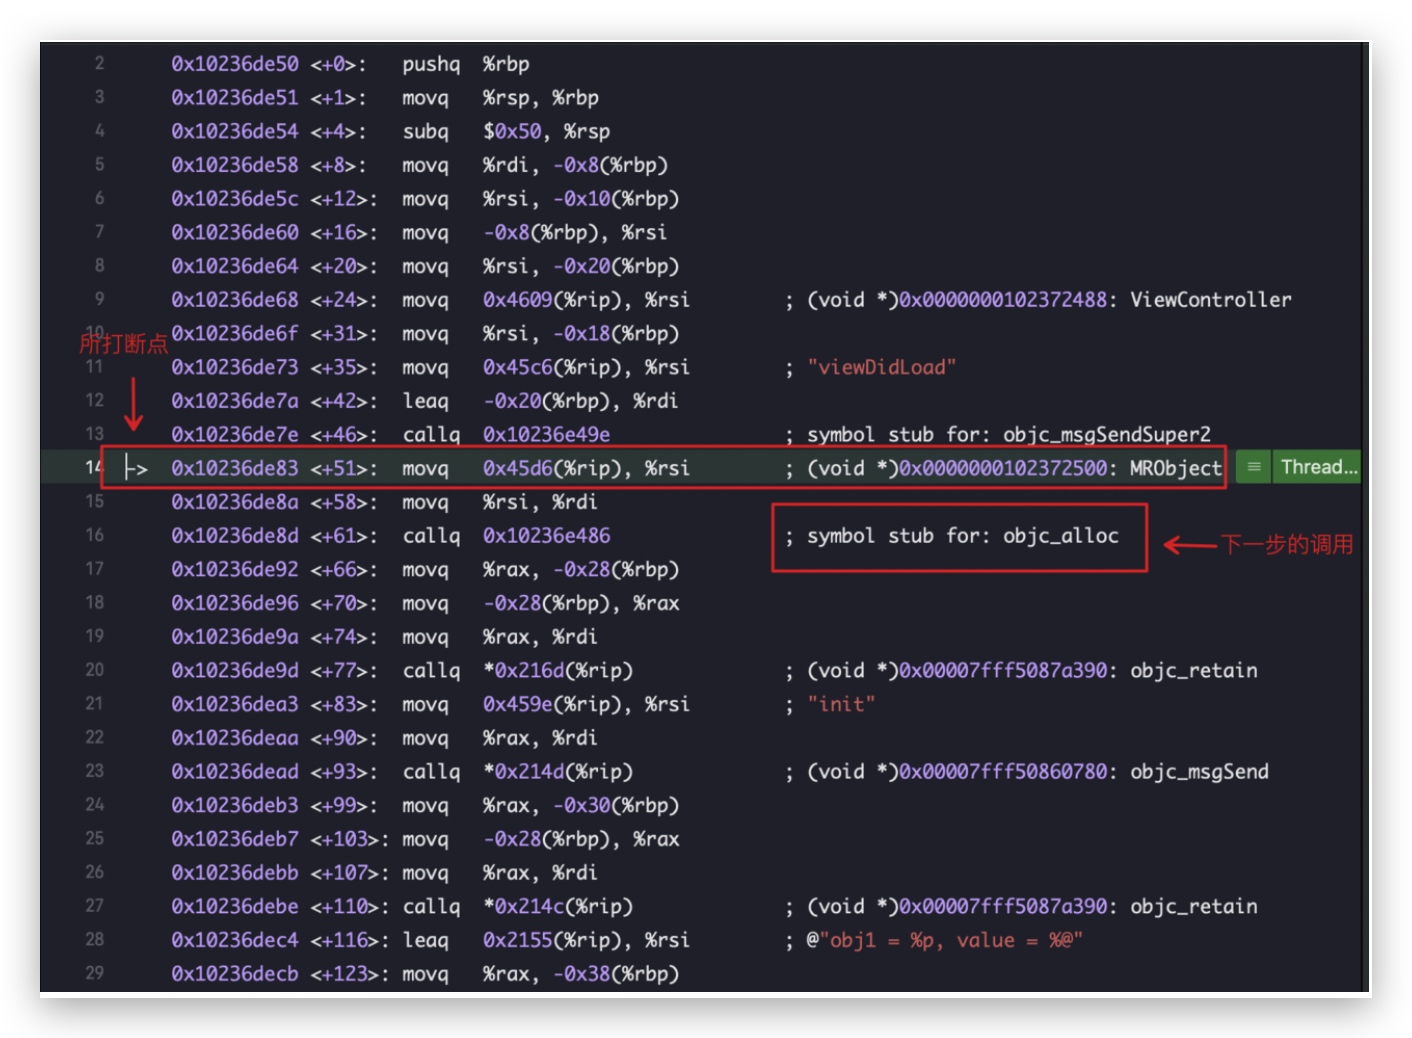 2 0x10236de50 <+0>: pushq %rbp
3 0x10236de51 <+1>: movq %rsp, %rbp
4 0x10236de54 <+4>: subq $0x50, %rsp
5 0x10236de58 <+8>: movq %rdi, -0x8(%rbp)
6 0x10236de5c <+12>: movq %rsi, -0x10(%rbp)
7 0x10236de60 <+16>: movq -0x8(%rbp), %rsi
8 0x10236de64 <+20>: movq %rsi, -0x20(%rbp)
9 0x10236de68 <+24>: movq 0x4609(%rip), %rsi ; (void *)0x0000000102372488: ViewController
10 0x10236de6f <+31>: movq %rsi, -0x18(%rbp)
所打断点
11 0x10236de73 <+35>: movq 0x45c6(%rip), %rsi ; "viewDidLoad"
12 0x10236de7a <+42>: leaq -0x20(%rbp), %rdi
13 0x10236de7e <+46>: callq 0x10236e49e ; symbol stub for: objc_msgSendSuper2
14 -> 0x10236de83 <+51>: movq 0x45d6(%rip), %rsi ; (void *)0x0000000102372500: MRObject ≡ Thread...
15 0x10236de8a <+58>: movq %rsi, %rdi
16 0x10236de8d <+61>: callq 0x10236e486 ; symbol stub for: objc_alloc
下一步的调用
17 0x10236de92 <+66>: movq %rax, -0x28(%rbp)
18 0x10236de96 <+70>: movq -0x28(%rbp), %rax
19 0x10236de9a <+74>: movq %rax, %rdi
20 0x10236de9d <+77>: callq *0x216d(%rip) ; (void *)0x00007fff5087a390: objc_retain
21 0x10236dea3 <+83>: movq 0x459e(%rip), %rsi ; "init"
22 0x10236deaa <+90>: movq %rax, %rdi
23 0x10236dead <+93>: callq *0x214d(%rip) ; (void *)0x00007fff50860780: objc_msgSend
24 0x10236deb3 <+99>: movq %rax, -0x30(%rbp)
25 0x10236deb7 <+103>: movq -0x28(%rbp), %rax
26 0x10236debb <+107>: movq %rax, %rdi
27 0x10236debe <+110>: callq *0x214c(%rip) ; (void *)0x00007fff5087a390: objc_retain
28 0x10236dec4 <+116>: leaq 0x2155(%rip), %rsi ; @"obj1 = %p, value = %@"
29 0x10236decb <+123>: movq %rax, -0x38(%rbp)